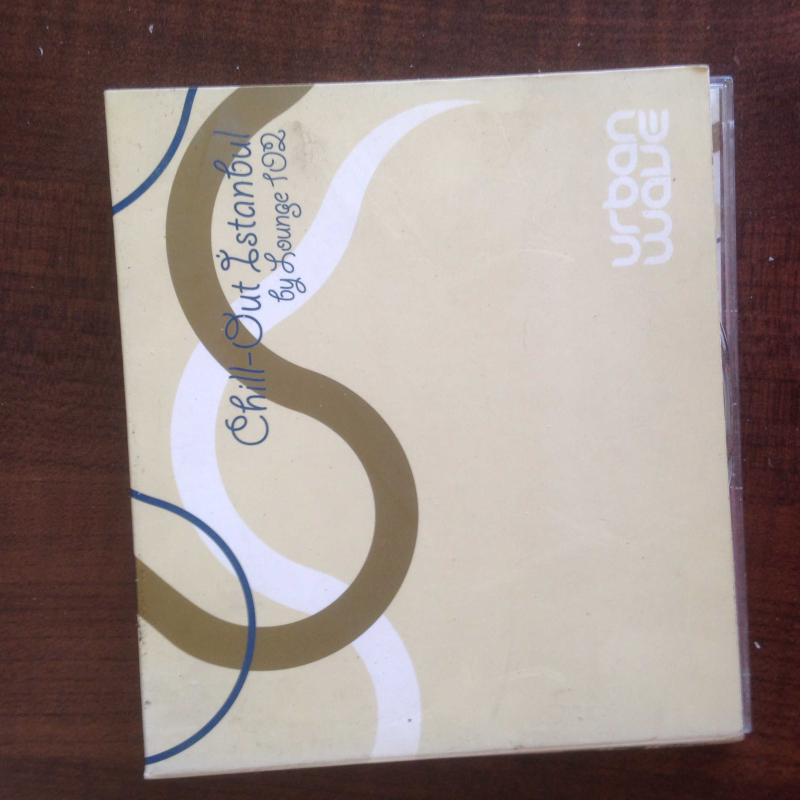 Chill-Out İstanbul
by Lounge 102
urban
wave